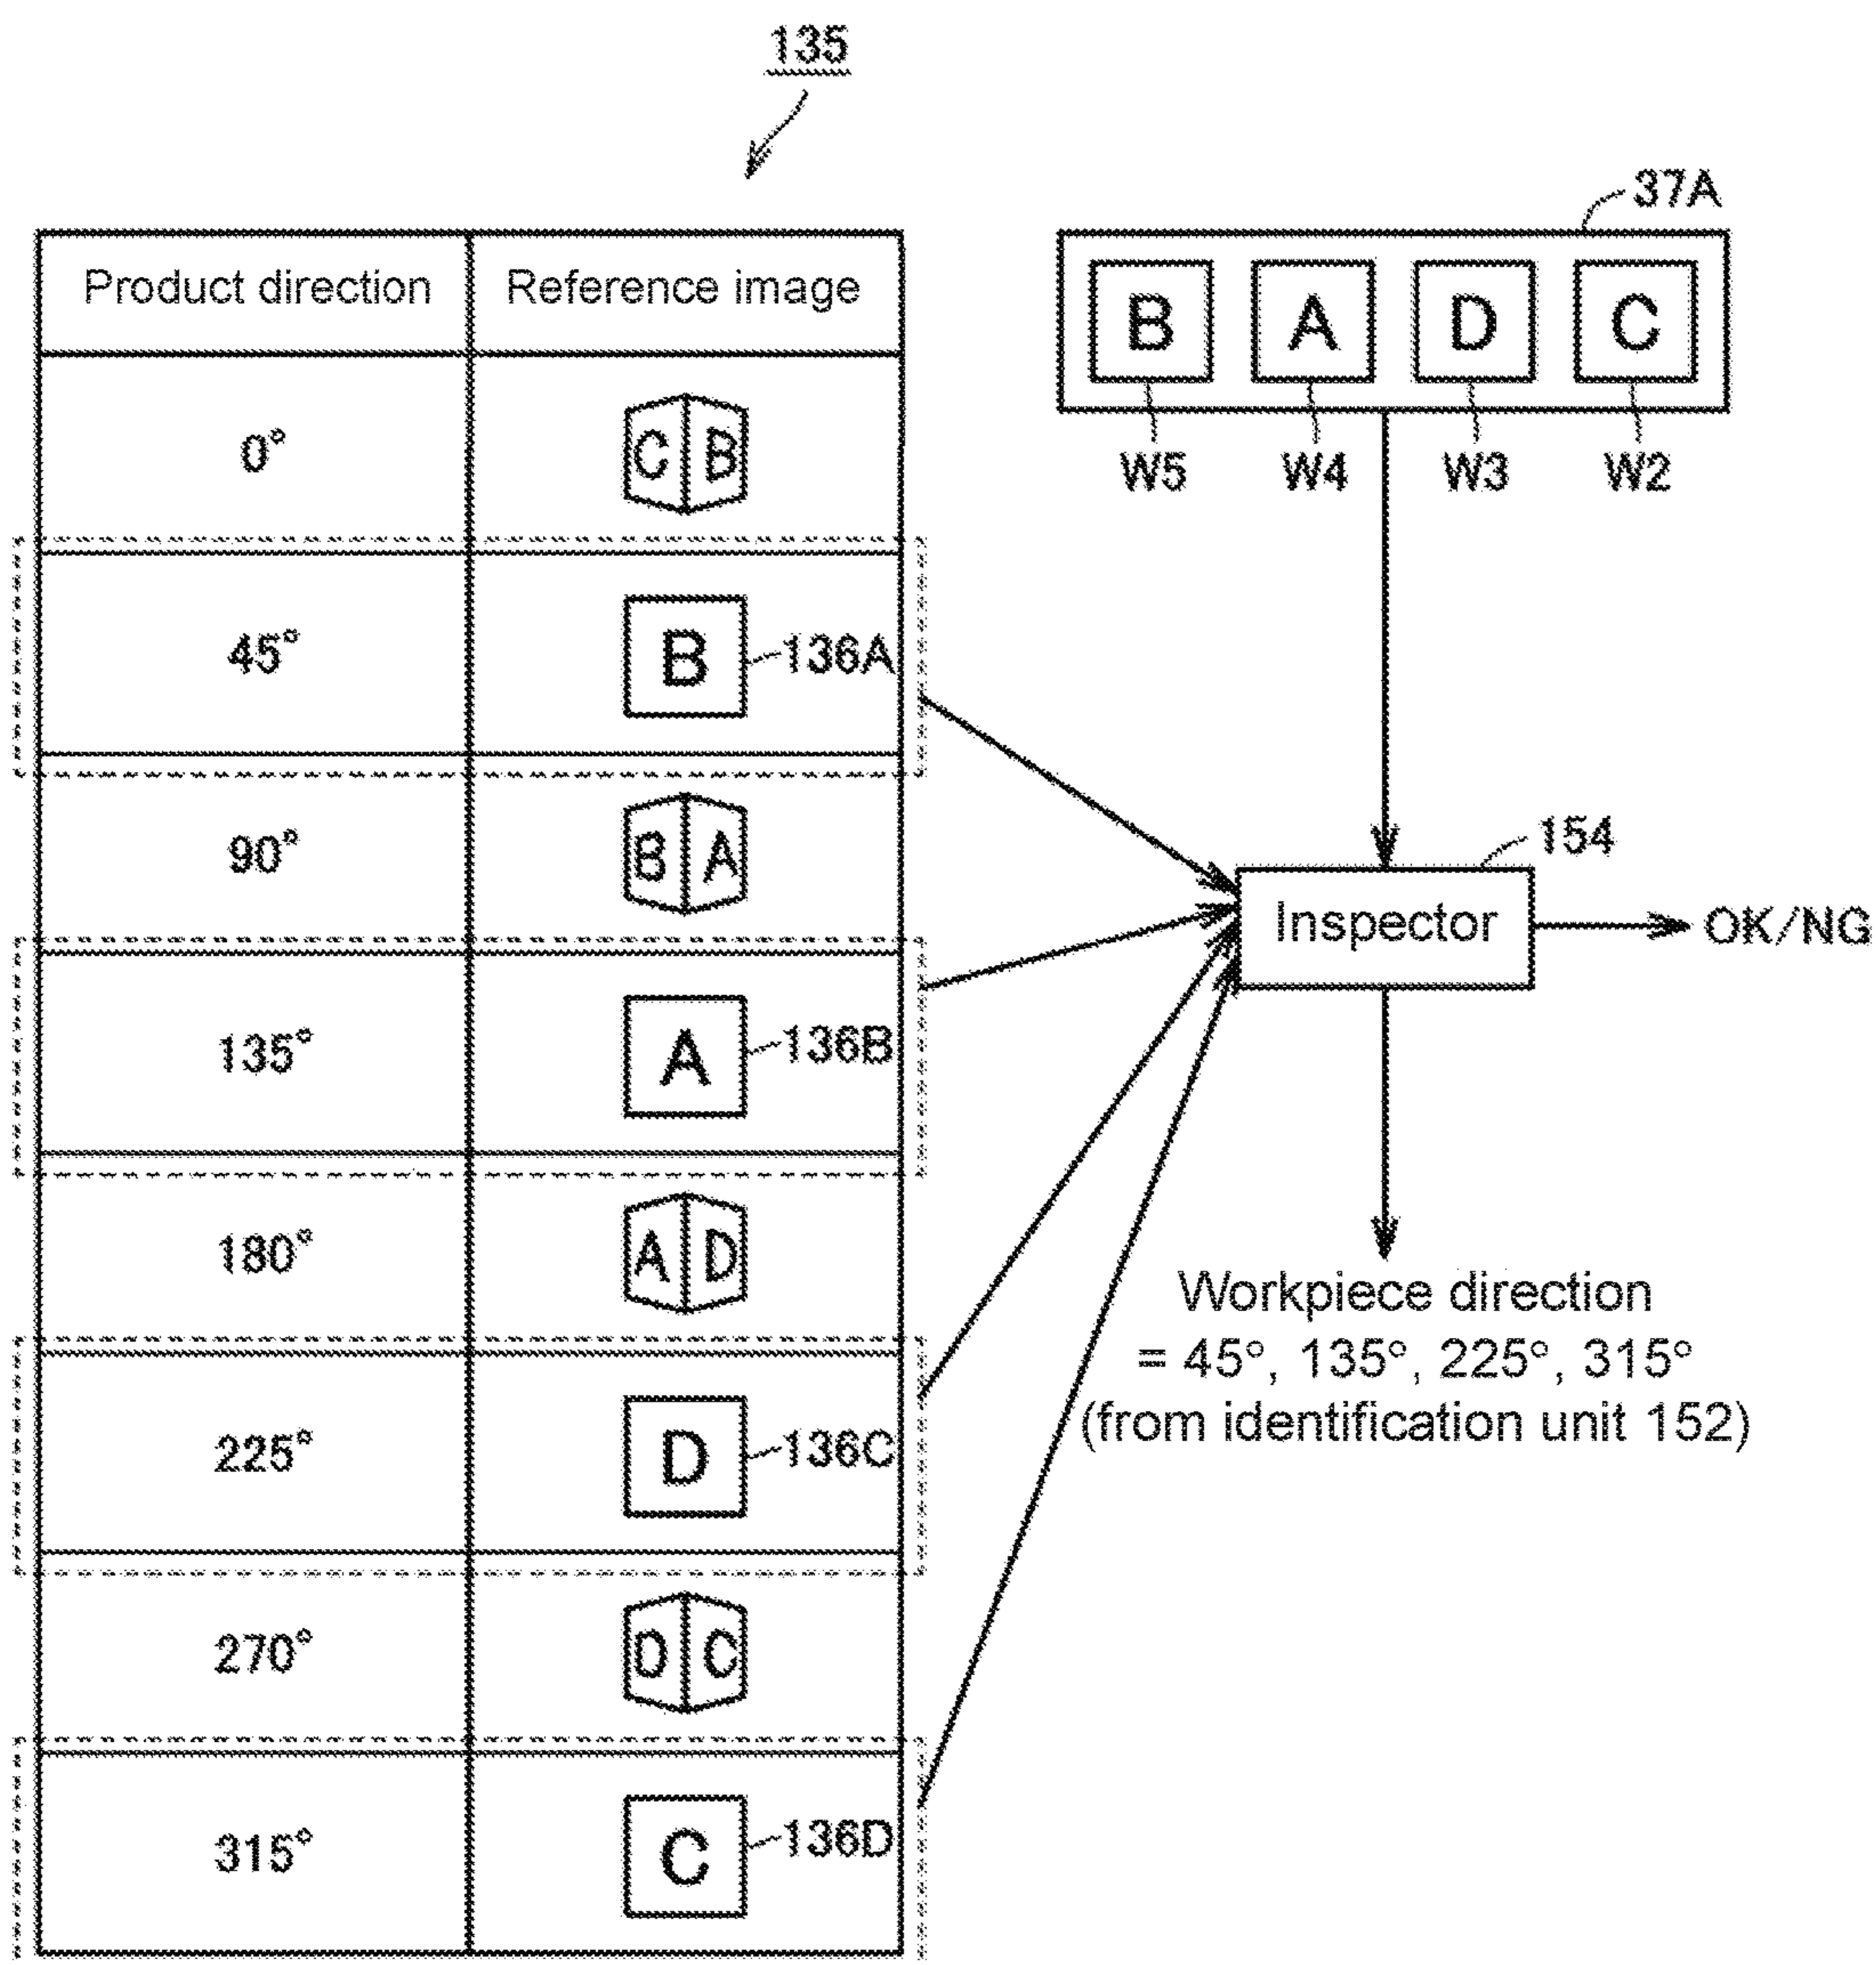 135
37A
Product direction Reference image
B A D C
W5 W4 W3 W2
0° C B
45° B 136A
90° B A
154
Inspector
OK/NG
135° A 136B
180° A D
Workpiece direction
= 45°, 135°, 225°, 315°
(from identification unit 152)
225° D 136C
270° D C
315° C 136D